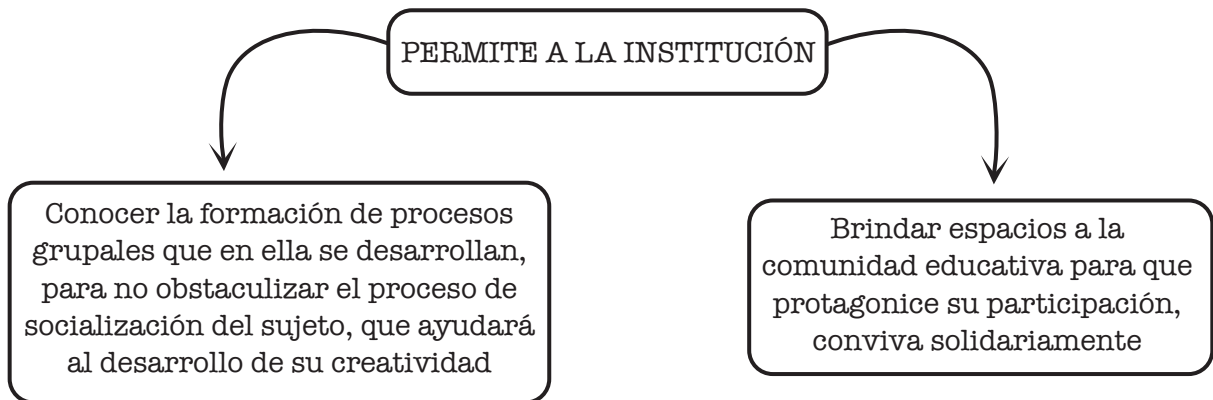 PERMITE A LA INSTITUCIÓN
Conocer la formación de procesos
grupales que en ella se desarrollan,
para no obstaculizar el proceso de
socialización del sujeto, que ayudará
al desarrollo de su creatividad
Brindar espacios a la
comunidad educativa para que
protagonice su participación,
conviva solidariamente